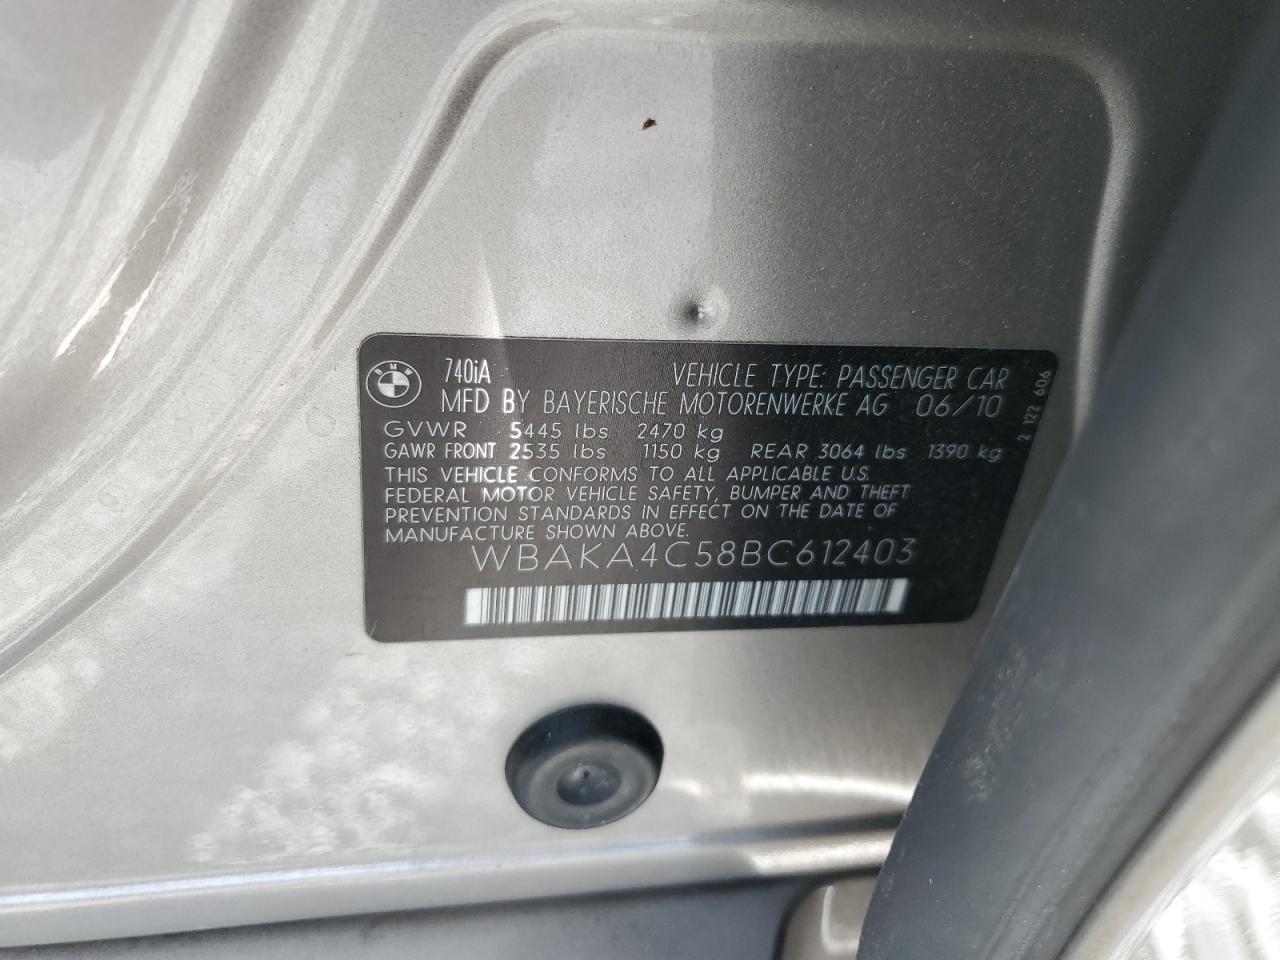 BMW 740iA VEHICLE TYPE: PASSENGER CAR
MFD BY BAYERISCHE MOTORENWERKE AG 06/10
GVWR 5445 lbs 2470 kg
GAWR FRONT 2535 lbs 1150 kg REAR 3064 lbs 1390 kg
THIS VEHICLE CONFORMS TO ALL APPLICABLE U.S.
FEDERAL MOTOR VEHICLE SAFETY, BUMPER AND THEFT
PREVENTION STANDARDS IN EFFECT ON THE DATE OF
MANUFACTURE SHOWN ABOVE.
WBAKA4C58BC612403
2 122 606